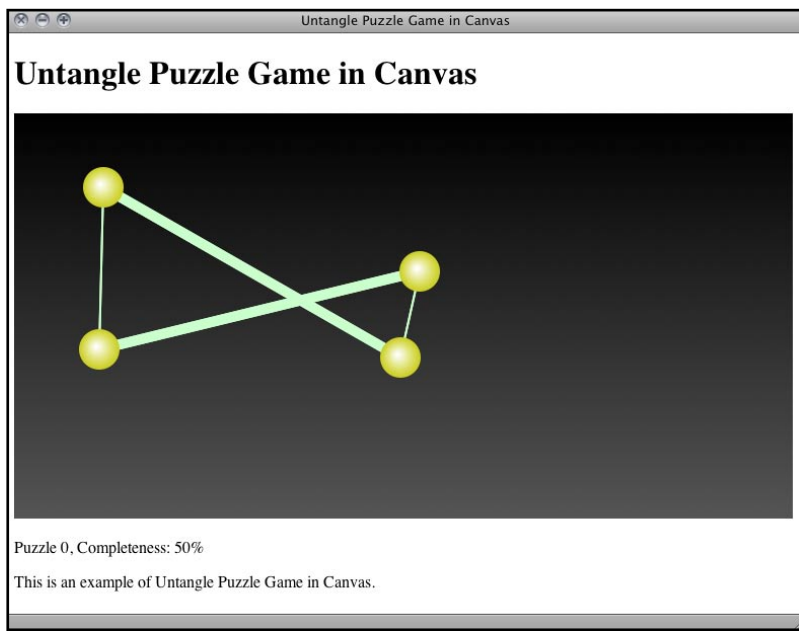 Untangle Puzzle Game in Canvas
Untangle Puzzle Game in Canvas
Puzzle 0, Completeness: 50%
This is an example of Untangle Puzzle Game in Canvas.